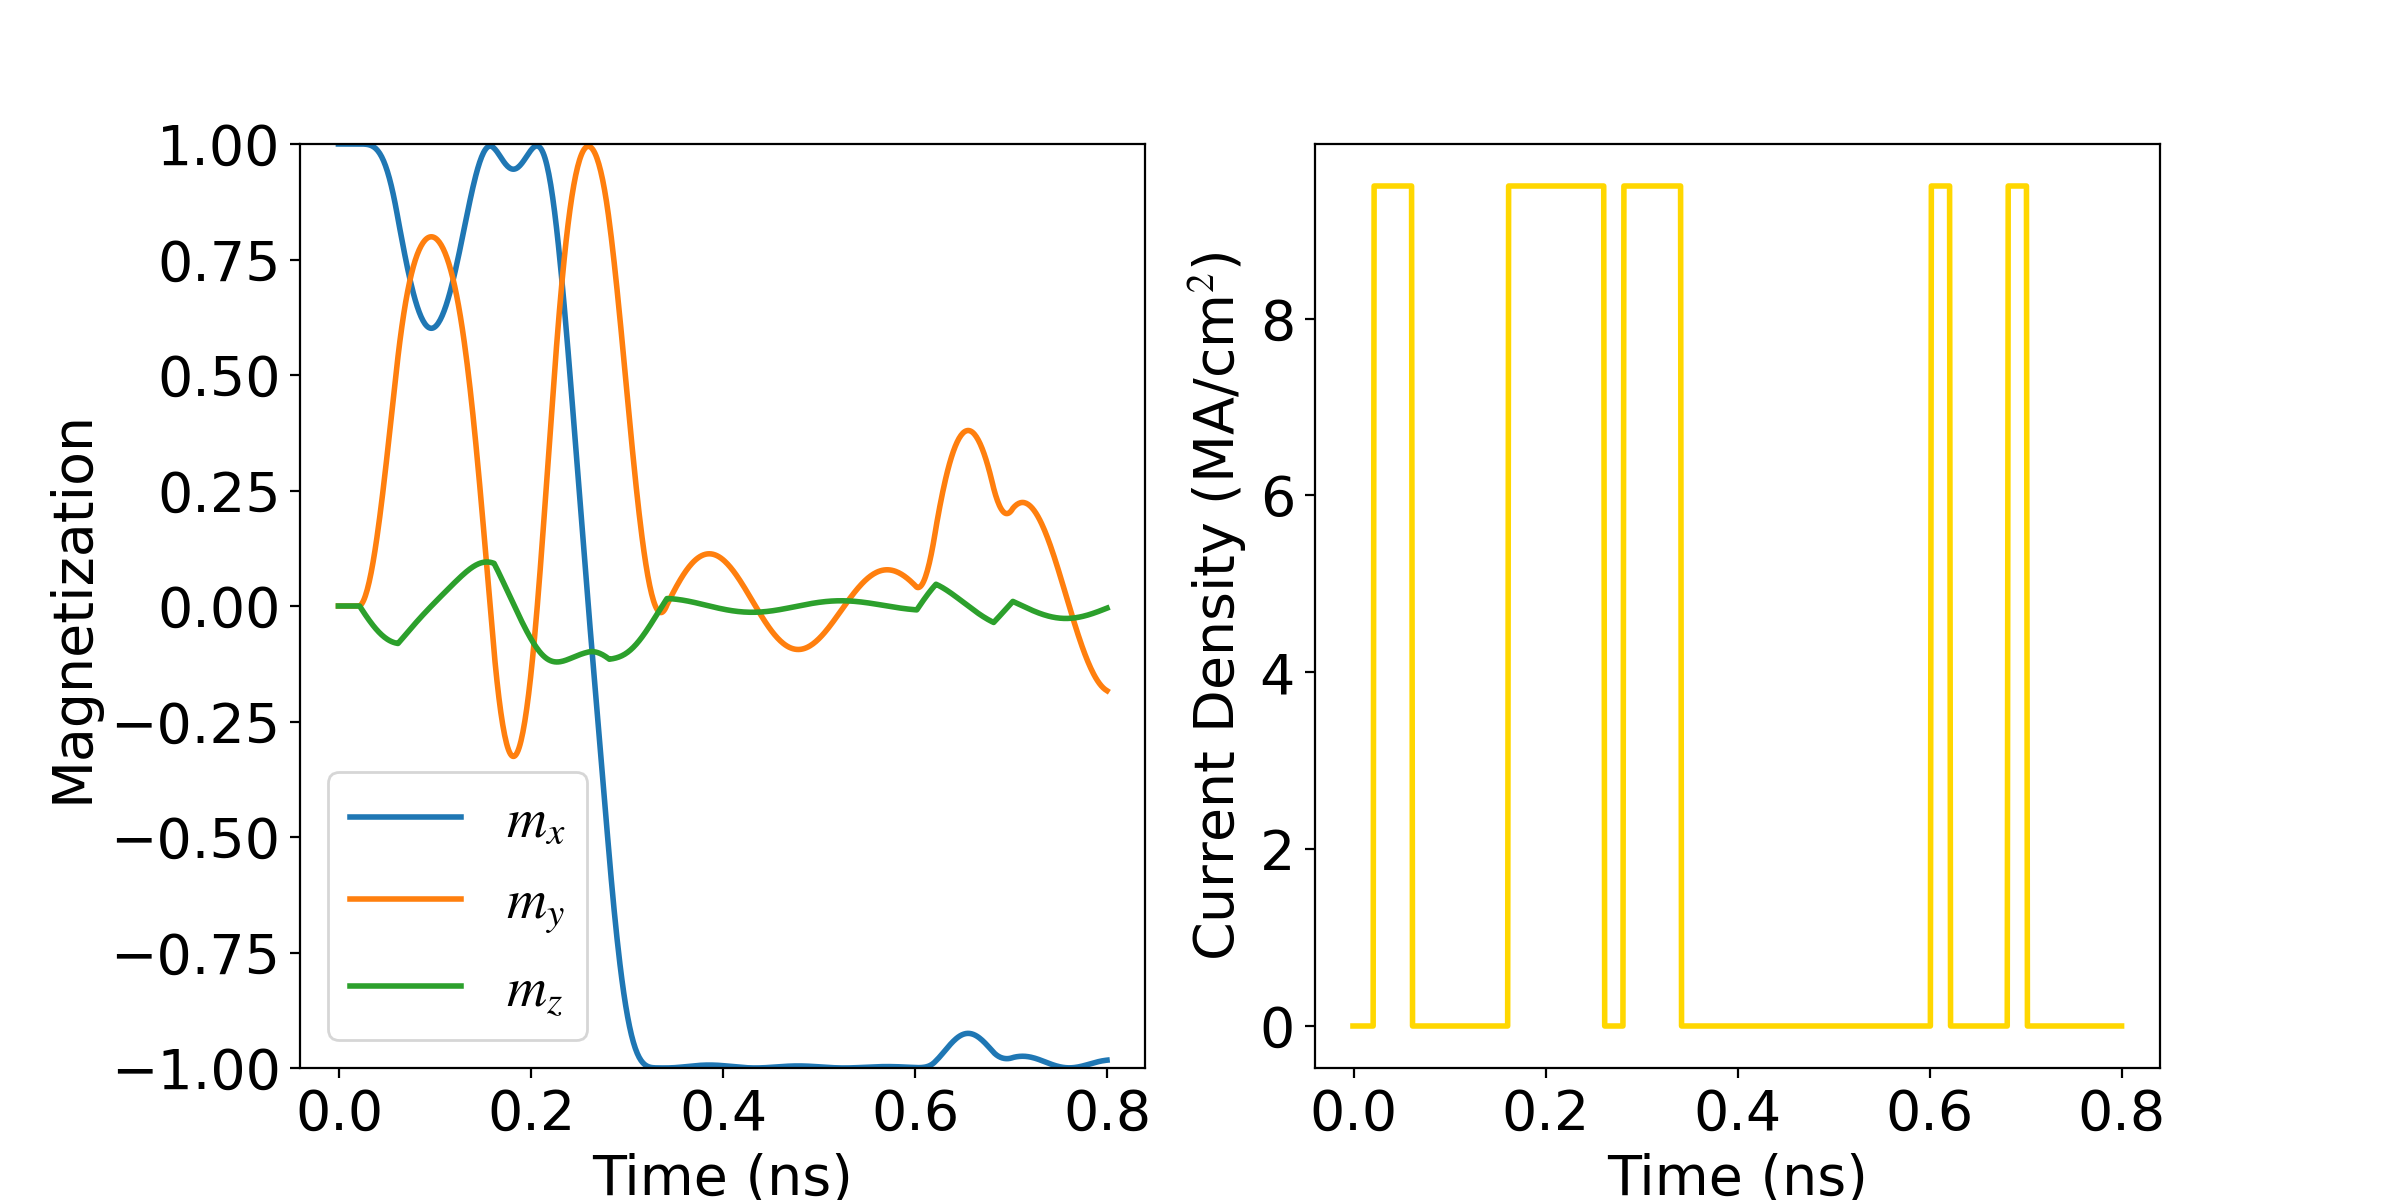 Magnetization
1.00
0.75
0.50
0.25
0.00
−0.25
−0.50
−0.75
−1.00
m_x
m_y
m_z
0.0 0.2 0.4 0.6 0.8
Time (ns)
Current Density (MA/cm²)
8
6
4
2
0
0.0 0.2 0.4 0.6 0.8
Time (ns)